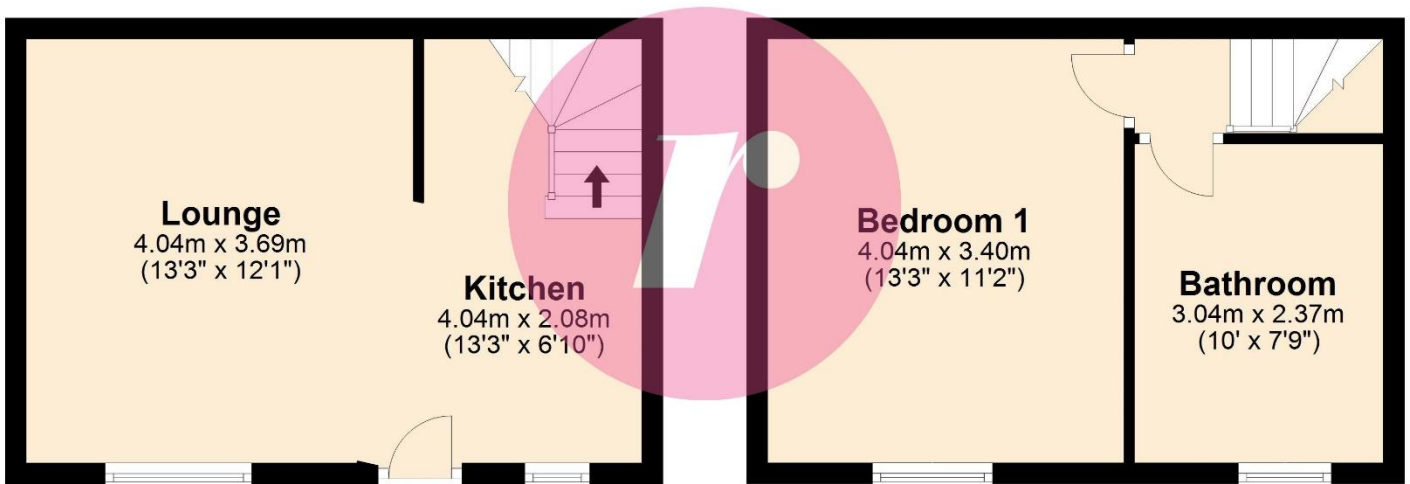 Lounge
4.04m x 3.69m
(13'3" x 12'1")
Kitchen
4.04m x 2.08m
(13'3" x 6'10")
r
Bedroom 1
4.04m x 3.40m
(13'3" x 11'2")
Bathroom
3.04m x 2.37m
(10' x 7'9")